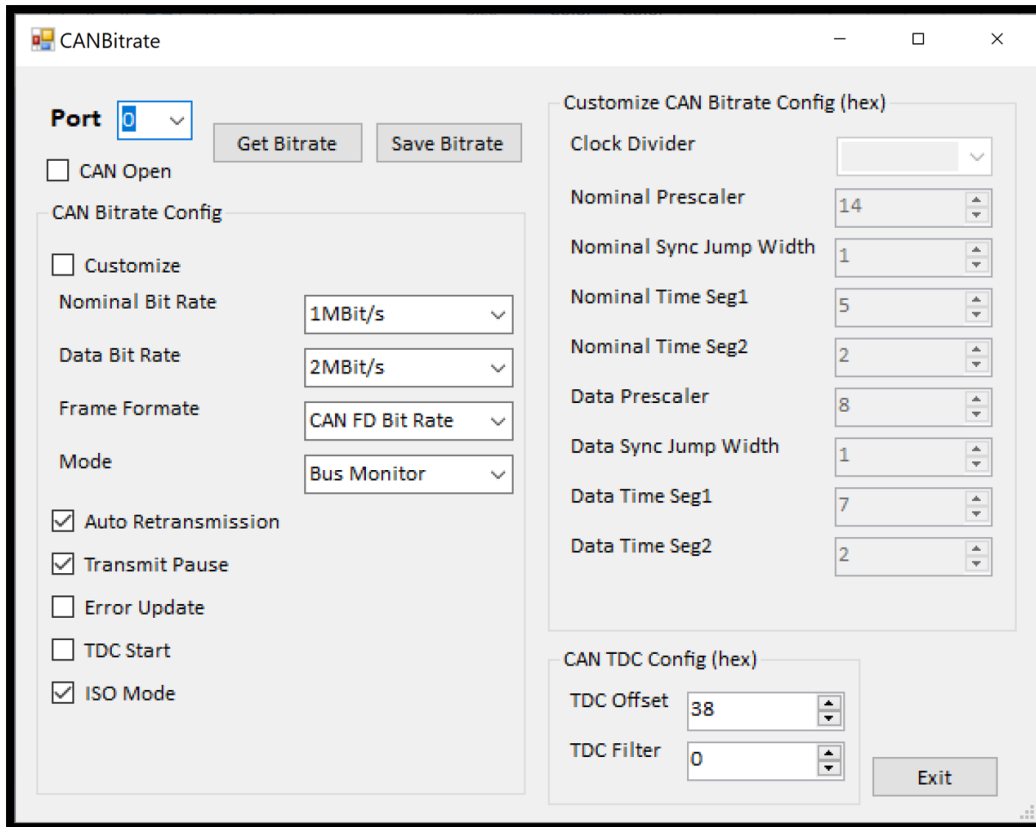 CANBitrate
Port 0
Get Bitrate
Save Bitrate
CAN Open
CAN Bitrate Config
Customize
Nominal Bit Rate 1MBit/s
Data Bit Rate 2MBit/s
Frame Formate CAN FD Bit Rate
Mode Bus Monitor
Auto Retransmission
Transmit Pause
Error Update
TDC Start
ISO Mode
Customize CAN Bitrate Config (hex)
Clock Divider
Nominal Prescaler 14
Nominal Sync Jump Width 1
Nominal Time Seg1 5
Nominal Time Seg2 2
Data Prescaler 8
Data Sync Jump Width 1
Data Time Seg1 7
Data Time Seg2 2
CAN TDC Config (hex)
TDC Offset 38
TDC Filter 0
Exit